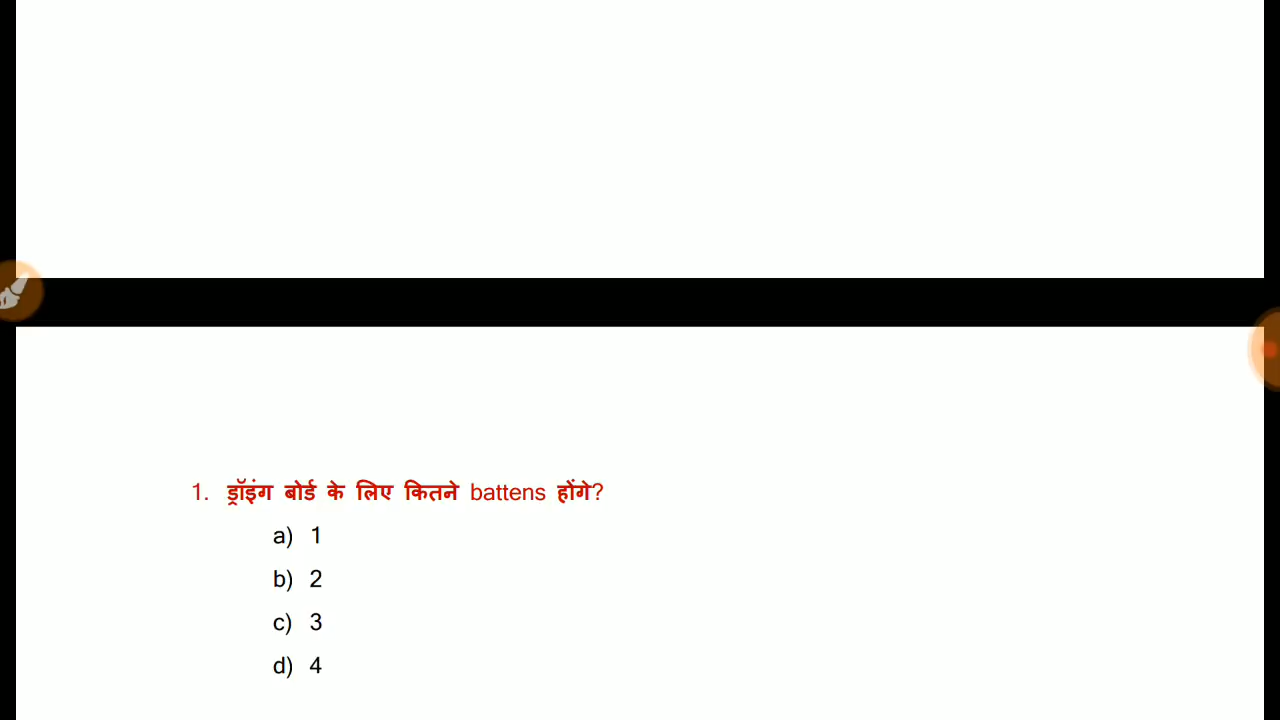 1. ड्रॉइंग बोर्ड के लिए कितने battens होंगे?
a) 1
b) 2
c) 3
d) 4